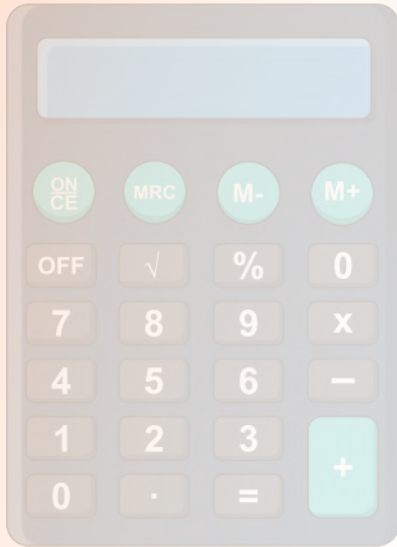 ON
CE MRC M- M+
OFF √ % 0
7 8 9 x
4 5 6 −
1 2 3 +
0 . =